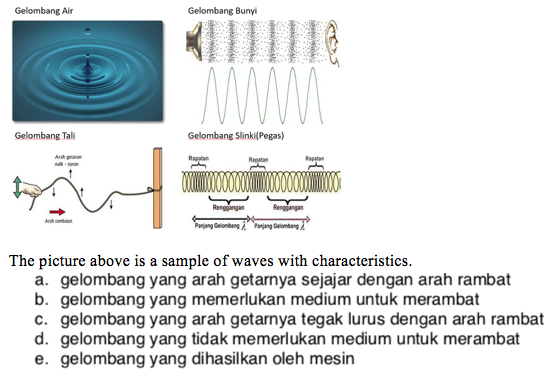 Gelombang Air
Gelombang Bunyi
Gelombang Tali
Arah getaran
naik - turun
Arah rambatan
Gelombang Slinki(Pegas)
Rapatan Rapatan Rapatan
Renggangan Renggangan
Panjang Gelombang λ Panjang Gelombang λ
The picture above is a sample of waves with characteristics.
a. gelombang yang arah getarnya sejajar dengan arah rambat
b. gelombang yang memerlukan medium untuk merambat
c. gelombang yang arah getarnya tegak lurus dengan arah rambat
d. gelombang yang tidak memerlukan medium untuk merambat
e. gelombang yang dihasilkan oleh mesin